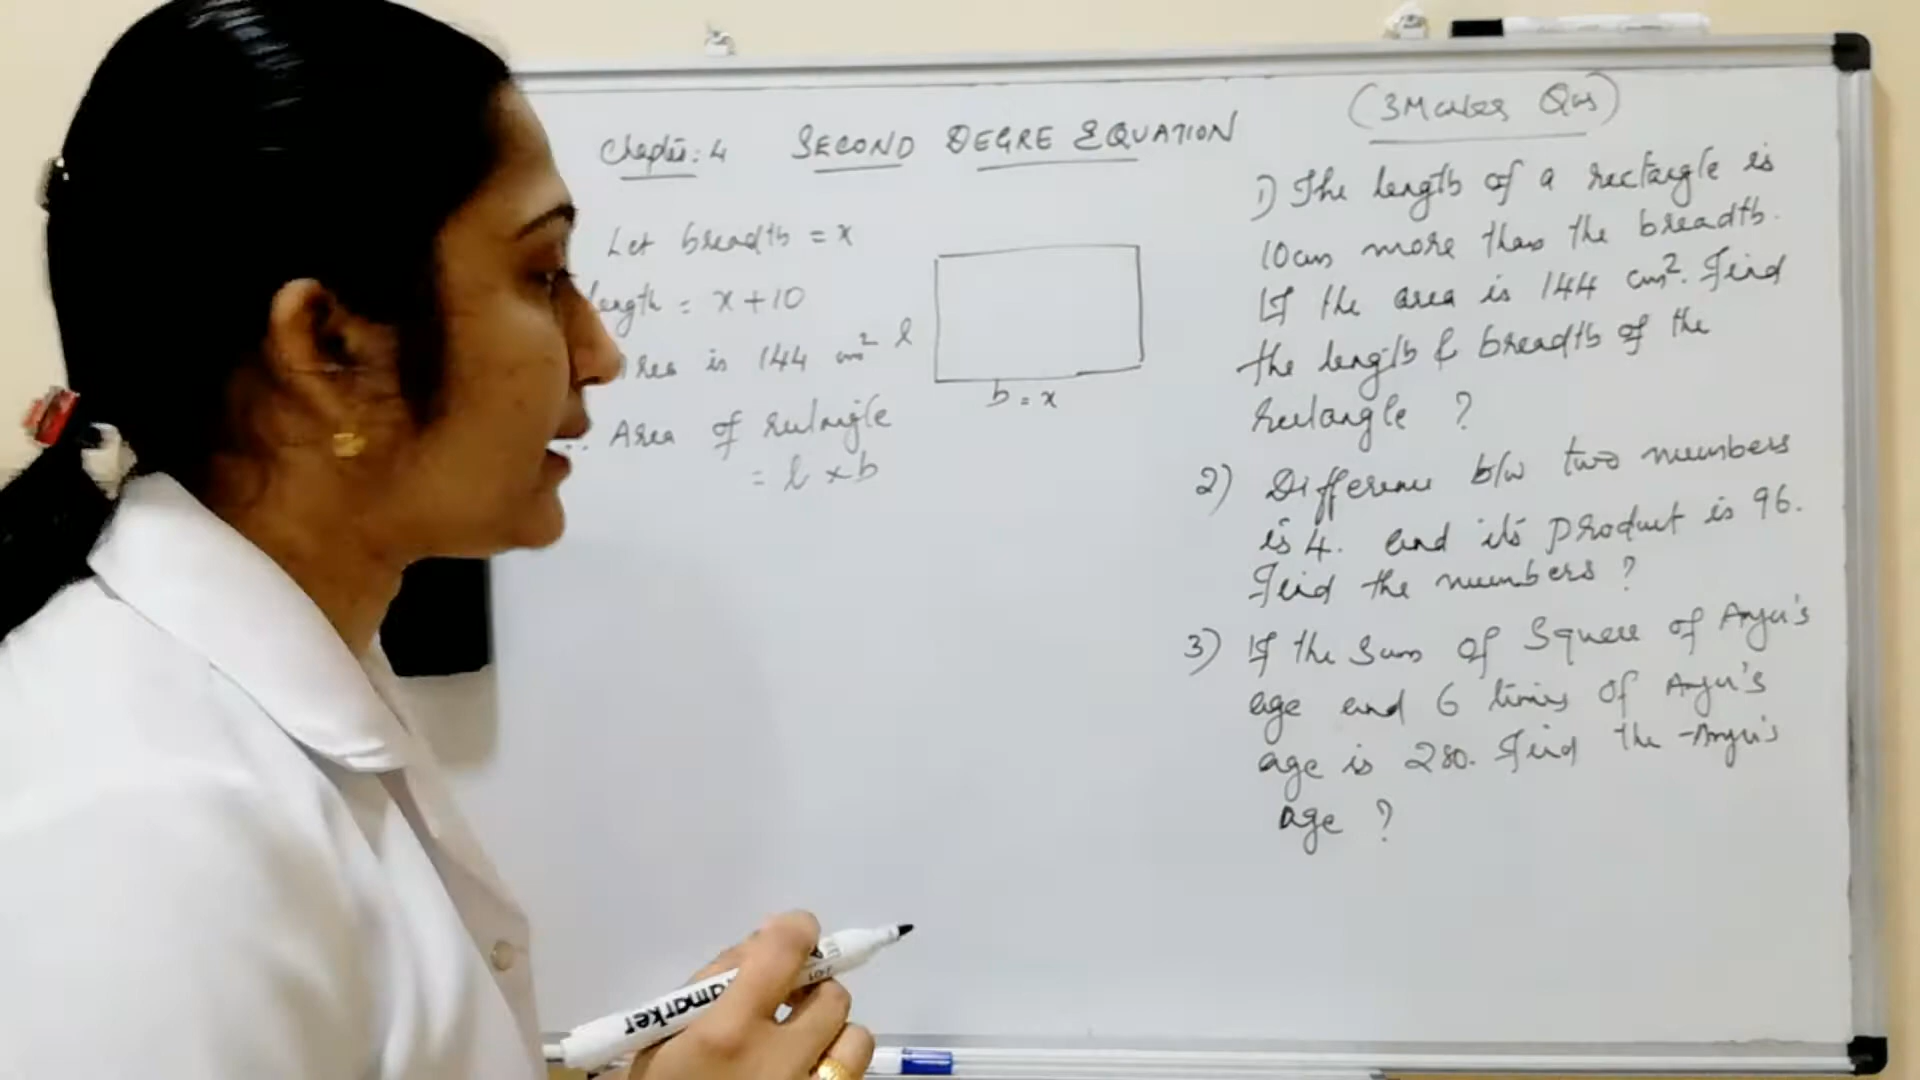 Chapter: 4 SECOND DEGRE EQUATION
Let breadth = x
length = x + 10
Area is 144 cm²
∴ Area of rectangle
= l × b
l
b = x
(3 Marks Qns)
1) The length of a rectangle is
10cm more than the breadth.
If the area is 144 cm². Find
the length & breadth of the
rectangle ?
2) Difference b/w two numbers
is 4. and its product is 96.
Find the numbers ?
3) If the Sum of Square of Anju's
age and 6 times of Anju's
age is 280. Find the Anju's
age ?